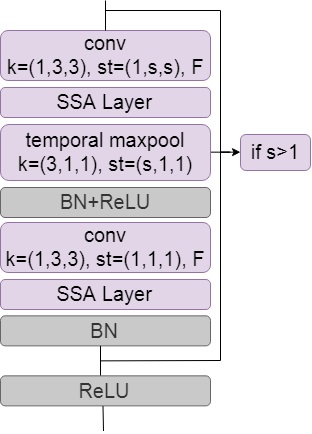 conv
k=(1,3,3), st=(1,s,s), F
SSA Layer
temporal maxpool
k=(3,1,1), st=(s,1,1)
if s>1
BN+ReLU
conv
k=(1,3,3), st=(1,1,1), F
SSA Layer
BN
ReLU